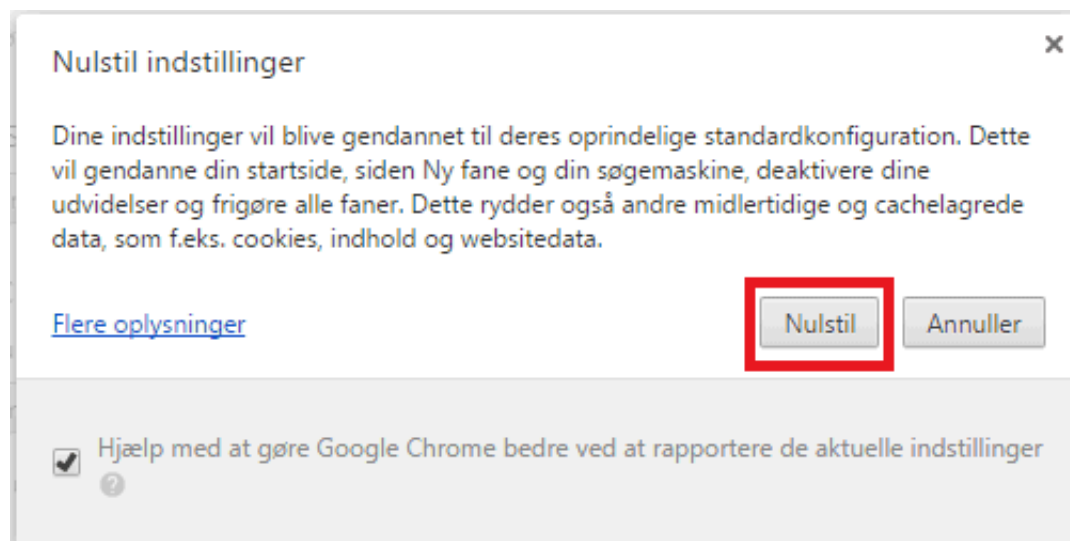 Nulstil indstillinger
Dine indstillinger vil blive gendannet til deres oprindelige standardkonfiguration. Dette
vil gendanne din startside, siden Ny fane og din søgemaskine, deaktivere dine
udvidelser og frigøre alle faner. Dette rydder også andre midlertidige og cachelagrede
data, som f.eks. cookies, indhold og websitedata.
Flere oplysninger
Nulstil
Annuller
Hjælp med at gøre Google Chrome bedre ved at rapportere de aktuelle indstillinger
?